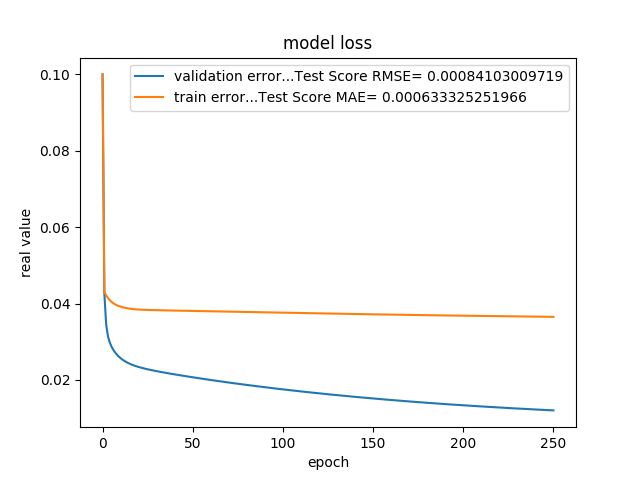 model loss
validation error...Test Score RMSE= 0.00084103009719
train error...Test Score MAE= 0.000633325251966
0.10
0.08
0.06
0.04
0.02
real value
0 50 100 150 200 250
epoch